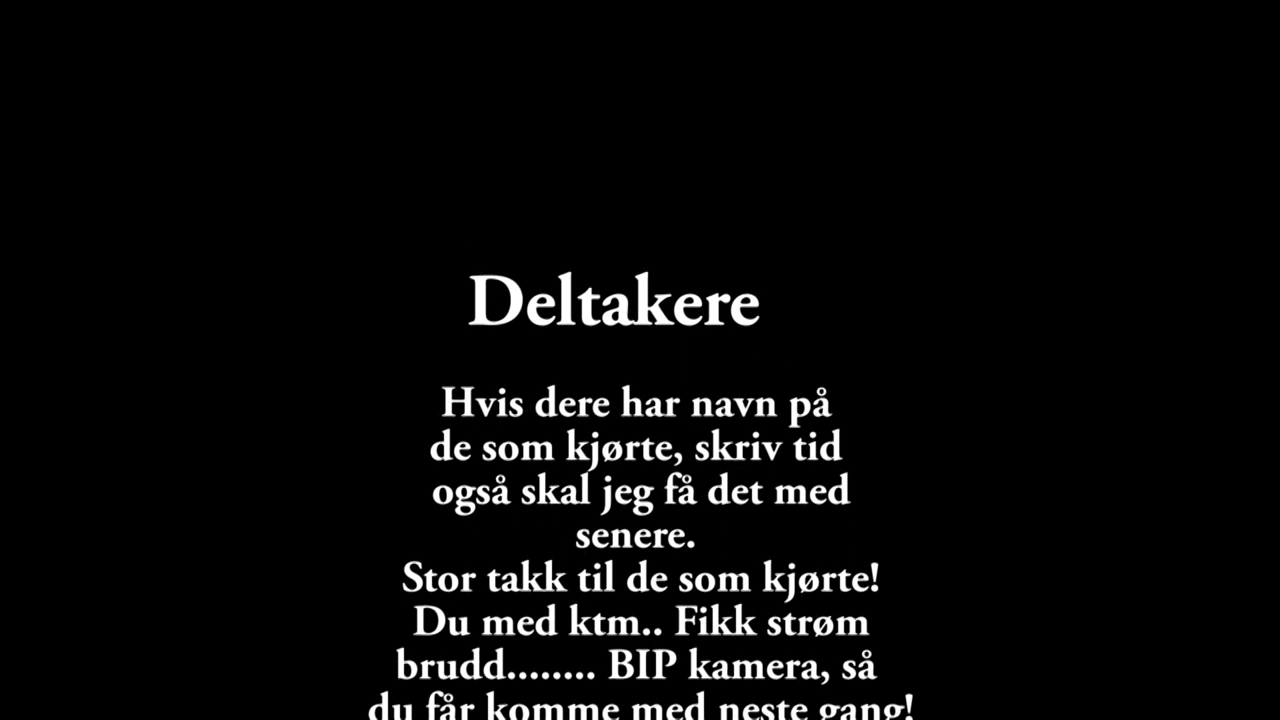 Deltakere
Hvis dere har navn på
de som kjørte, skriv tid
også skal jeg få det med
senere.
Stor takk til de som kjørte!
Du med ktm.. Fikk strøm
brudd........ BIP kamera, så
du får komme med neste gang!